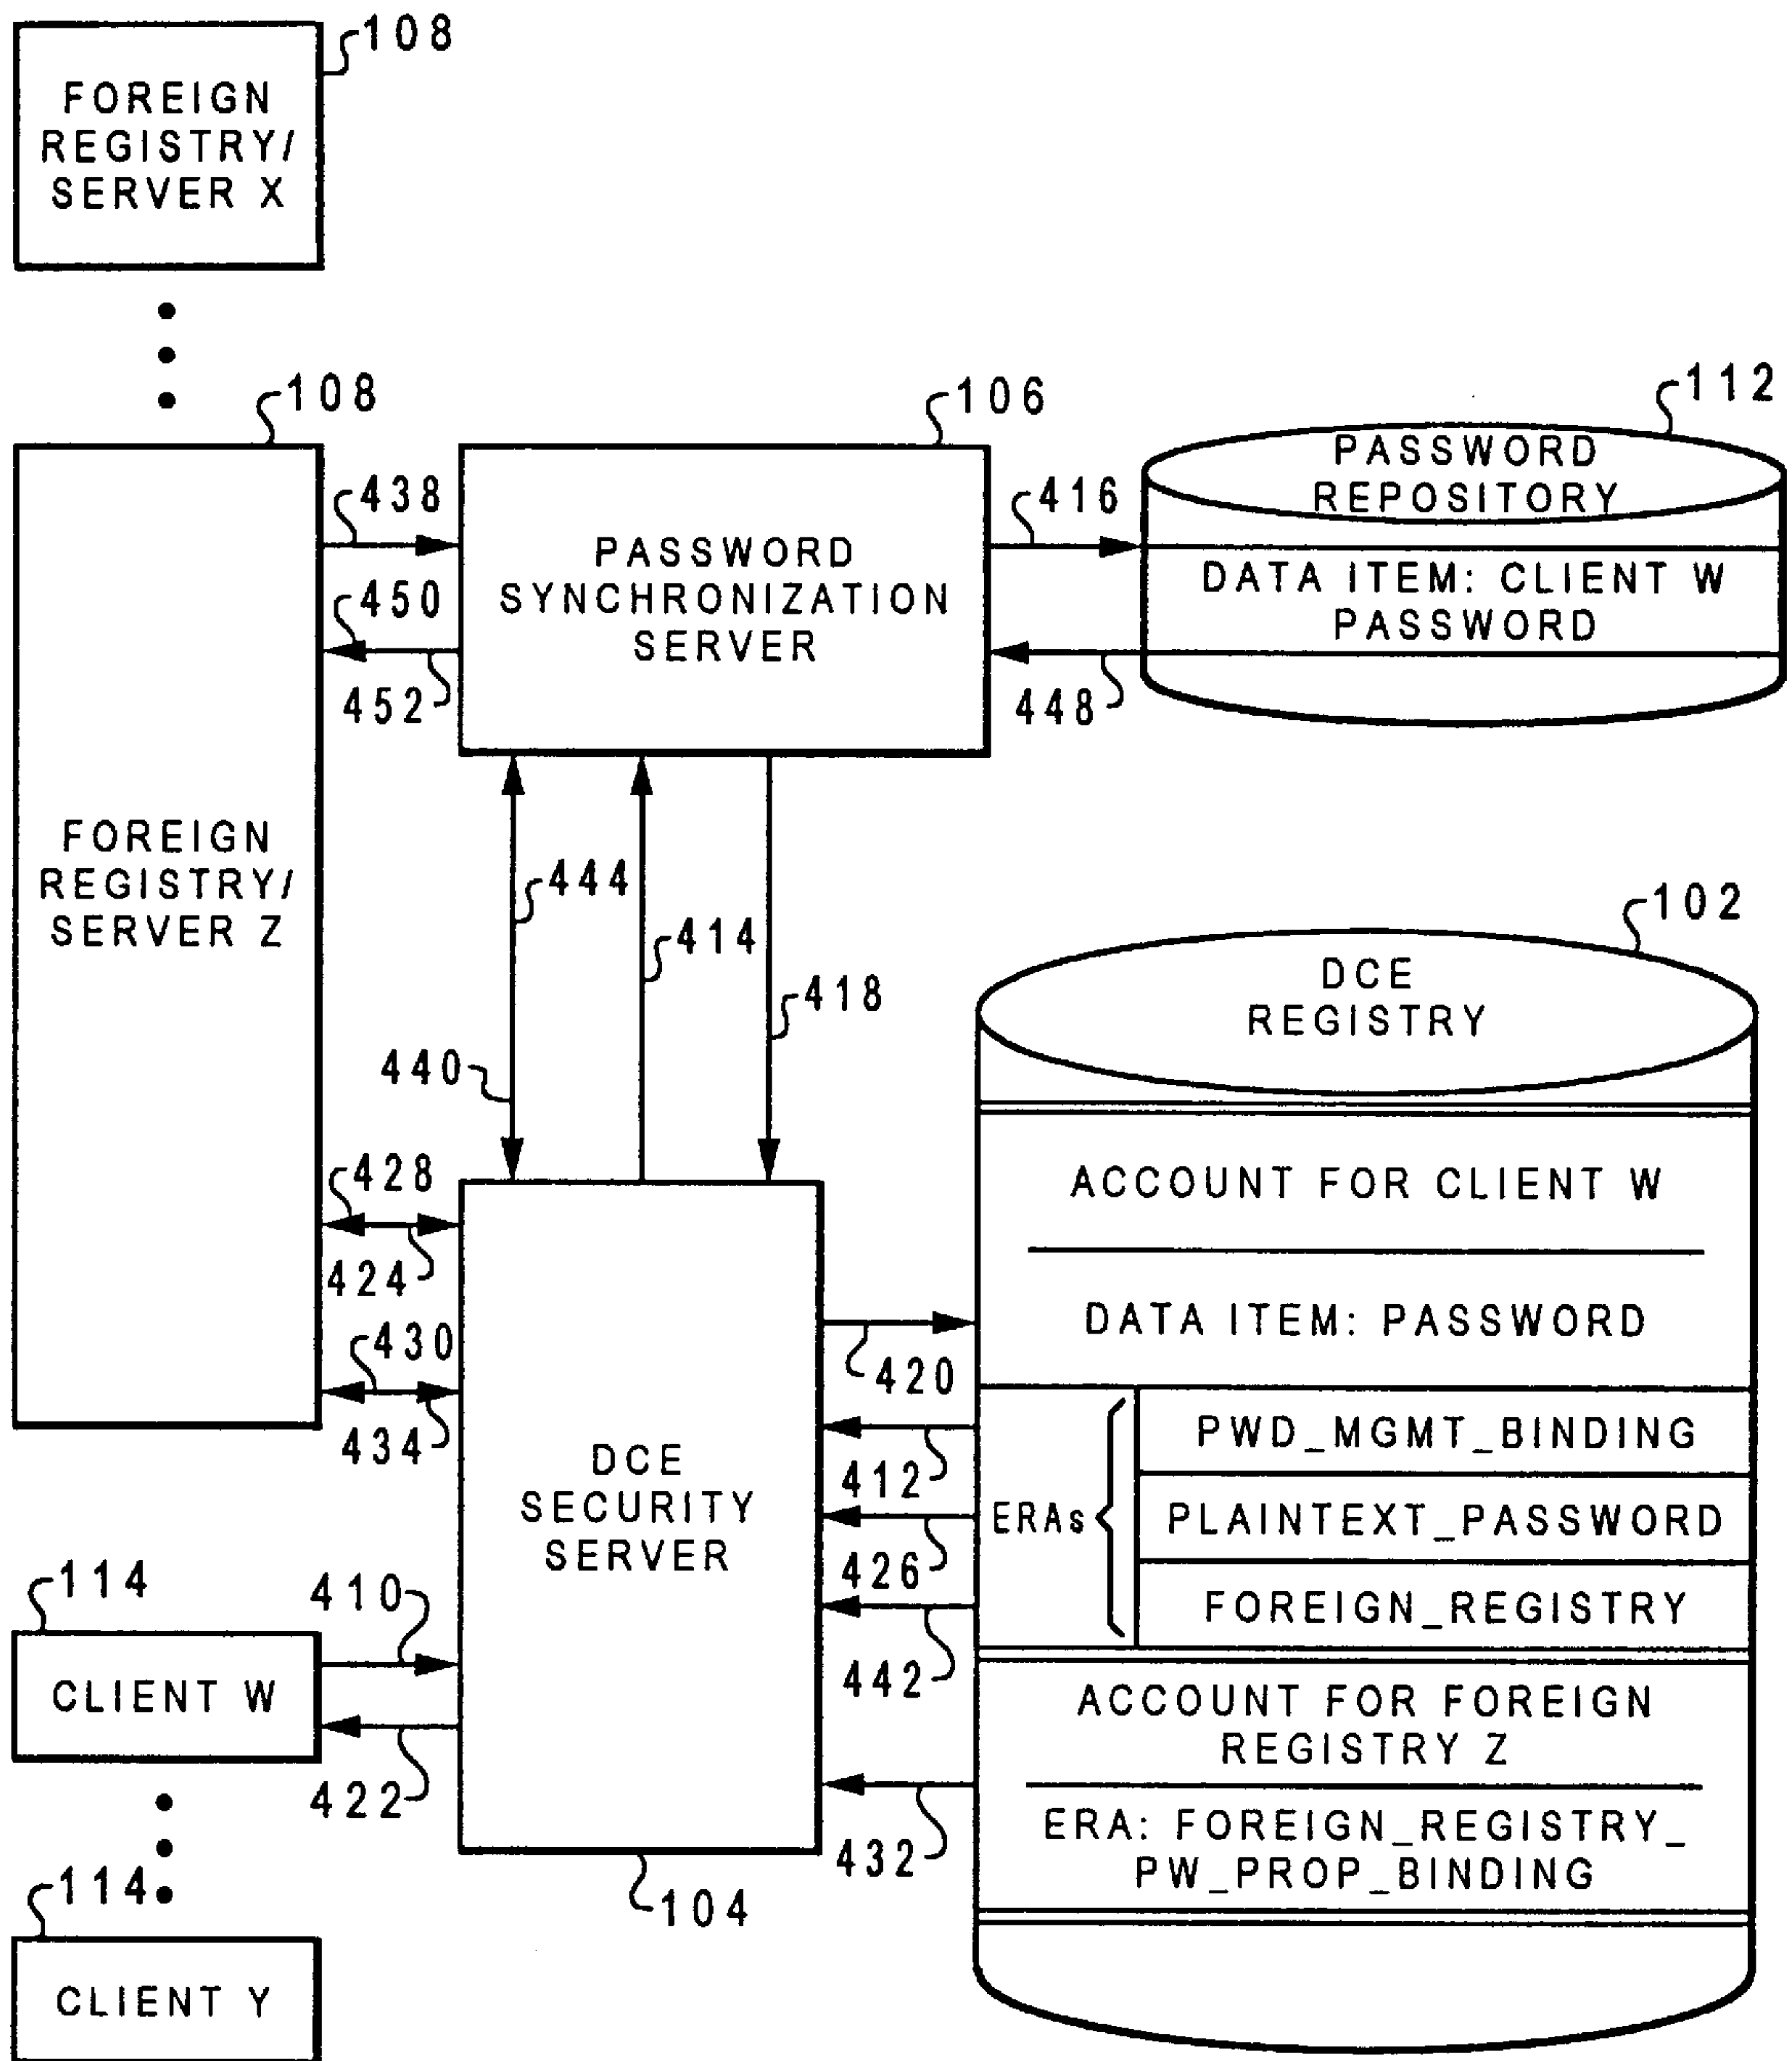 108
FOREIGN
REGISTRY/
SERVER X
108
106
112
438
450
452
PASSWORD
SYNCHRONIZATION
SERVER
416
448
PASSWORD
REPOSITORY
DATA ITEM: CLIENT W
PASSWORD
FOREIGN
REGISTRY/
SERVER Z
444
414
418
440
102
DCE
REGISTRY
428
424
430
434
ACCOUNT FOR CLIENT W
DATA ITEM: PASSWORD
420
412
426
442
ERAs
PWD_MGMT_BINDING
PLAINTEXT_PASSWORD
FOREIGN_REGISTRY
DCE
SECURITY
SERVER
114
410
CLIENT W
422
ACCOUNT FOR FOREIGN
REGISTRY Z
432
ERA: FOREIGN_REGISTRY_
PW_PROP_BINDING
104
114
CLIENT Y